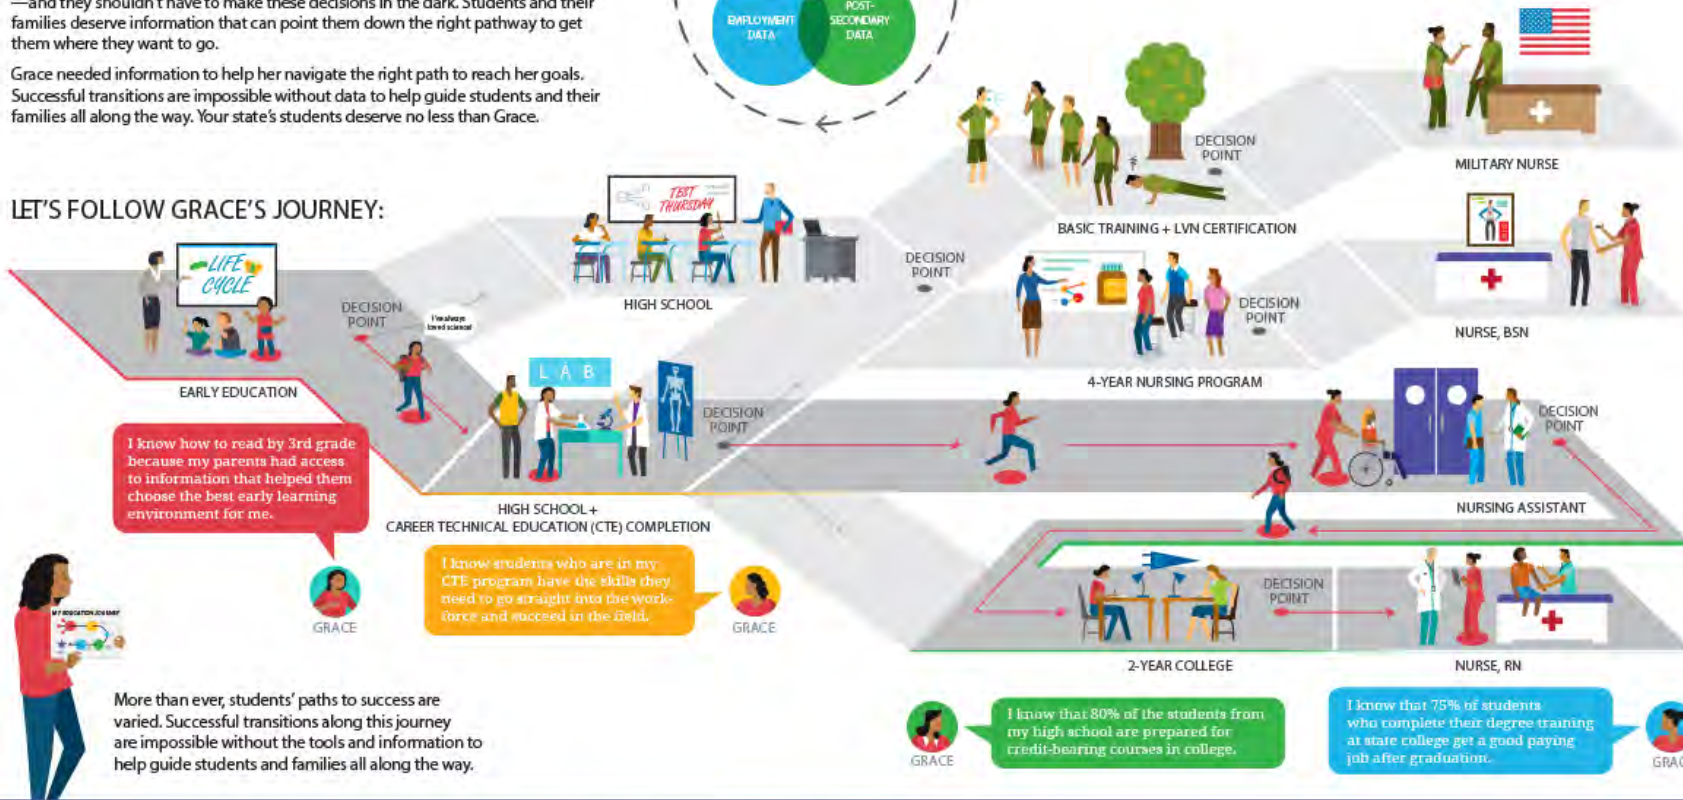 —and they shouldn't have to make these decisions in the dark. Students and their
families deserve information that can point them down the right pathway to get
them where they want to go.
Grace needed information to help her navigate the right path to reach her goals.
Successful transitions are impossible without data to help guide students and their
families all along the way. Your state's students deserve no less than Grace.
EMPLOYMENT
DATA
POST-
SECONDARY
DATA
LET'S FOLLOW GRACE'S JOURNEY:
LIFE
CYCLE
EARLY EDUCATION
DECISION
POINT
I've always
loved science!
TEST
THURSDAY
HIGH SCHOOL
DECISION
POINT
LAB
HIGH SCHOOL +
CAREER TECHNICAL EDUCATION (CTE) COMPLETION
DECISION
POINT
DECISION
POINT
BASIC TRAINING + LVN CERTIFICATION
MILITARY NURSE
DECISION
POINT
4-YEAR NURSING PROGRAM
NURSE, BSN
DECISION
POINT
NURSING ASSISTANT
DECISION
POINT
2-YEAR COLLEGE
NURSE, RN
I know how to read by 3rd grade
because my parents had access
to information that helped them
choose the best early learning
environment for me.
GRACE
I know students who are in my
CTE program have the skills they
need to go straight into the work-
force and succeed in the field.
GRACE
MY EDUCATION JOURNEY
More than ever, students' paths to success are
varied. Successful transitions along this journey
are impossible without the tools and information to
help guide students and families all along the way.
GRACE
I know that 80% of the students from
my high school are prepared for
credit-bearing courses in college.
I know that 75% of students
who complete their degree training
at state college get a good paying
job after graduation.
GRAC